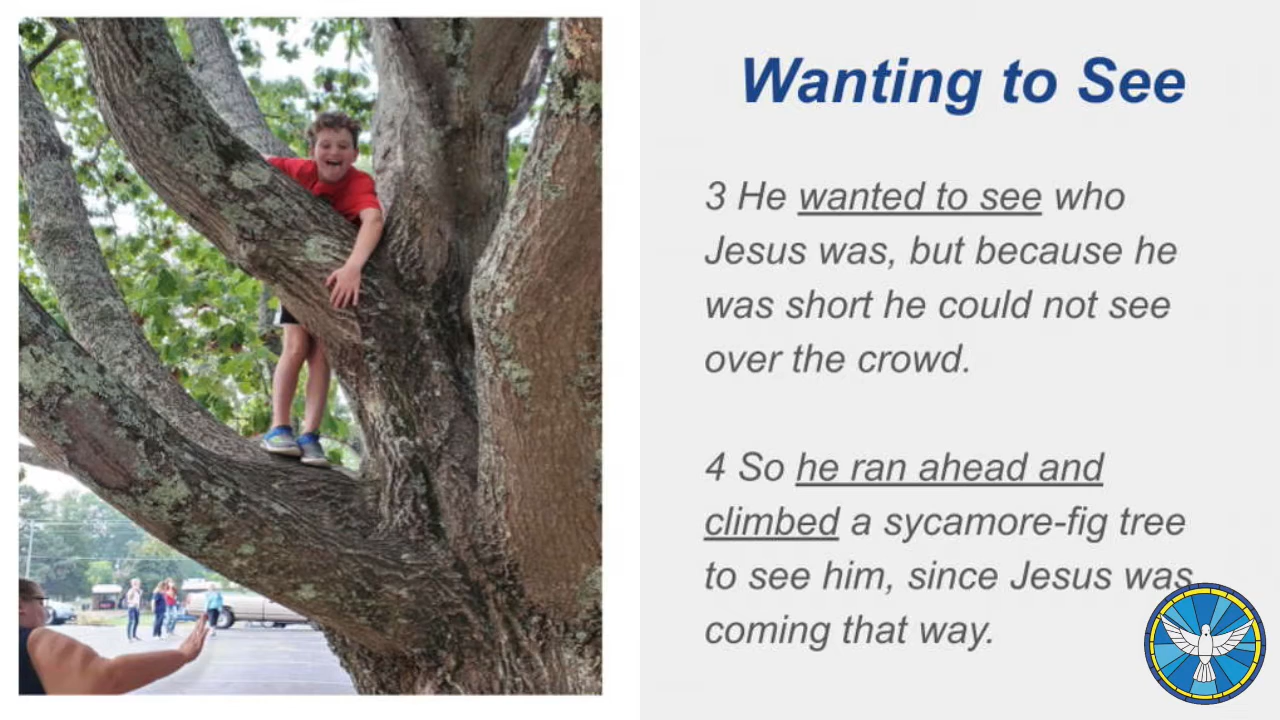 Wanting to See
3 He wanted to see who
Jesus was, but because he
was short he could not see
over the crowd.
4 So he ran ahead and
climbed a sycamore-fig tree
to see him, since Jesus was
coming that way.